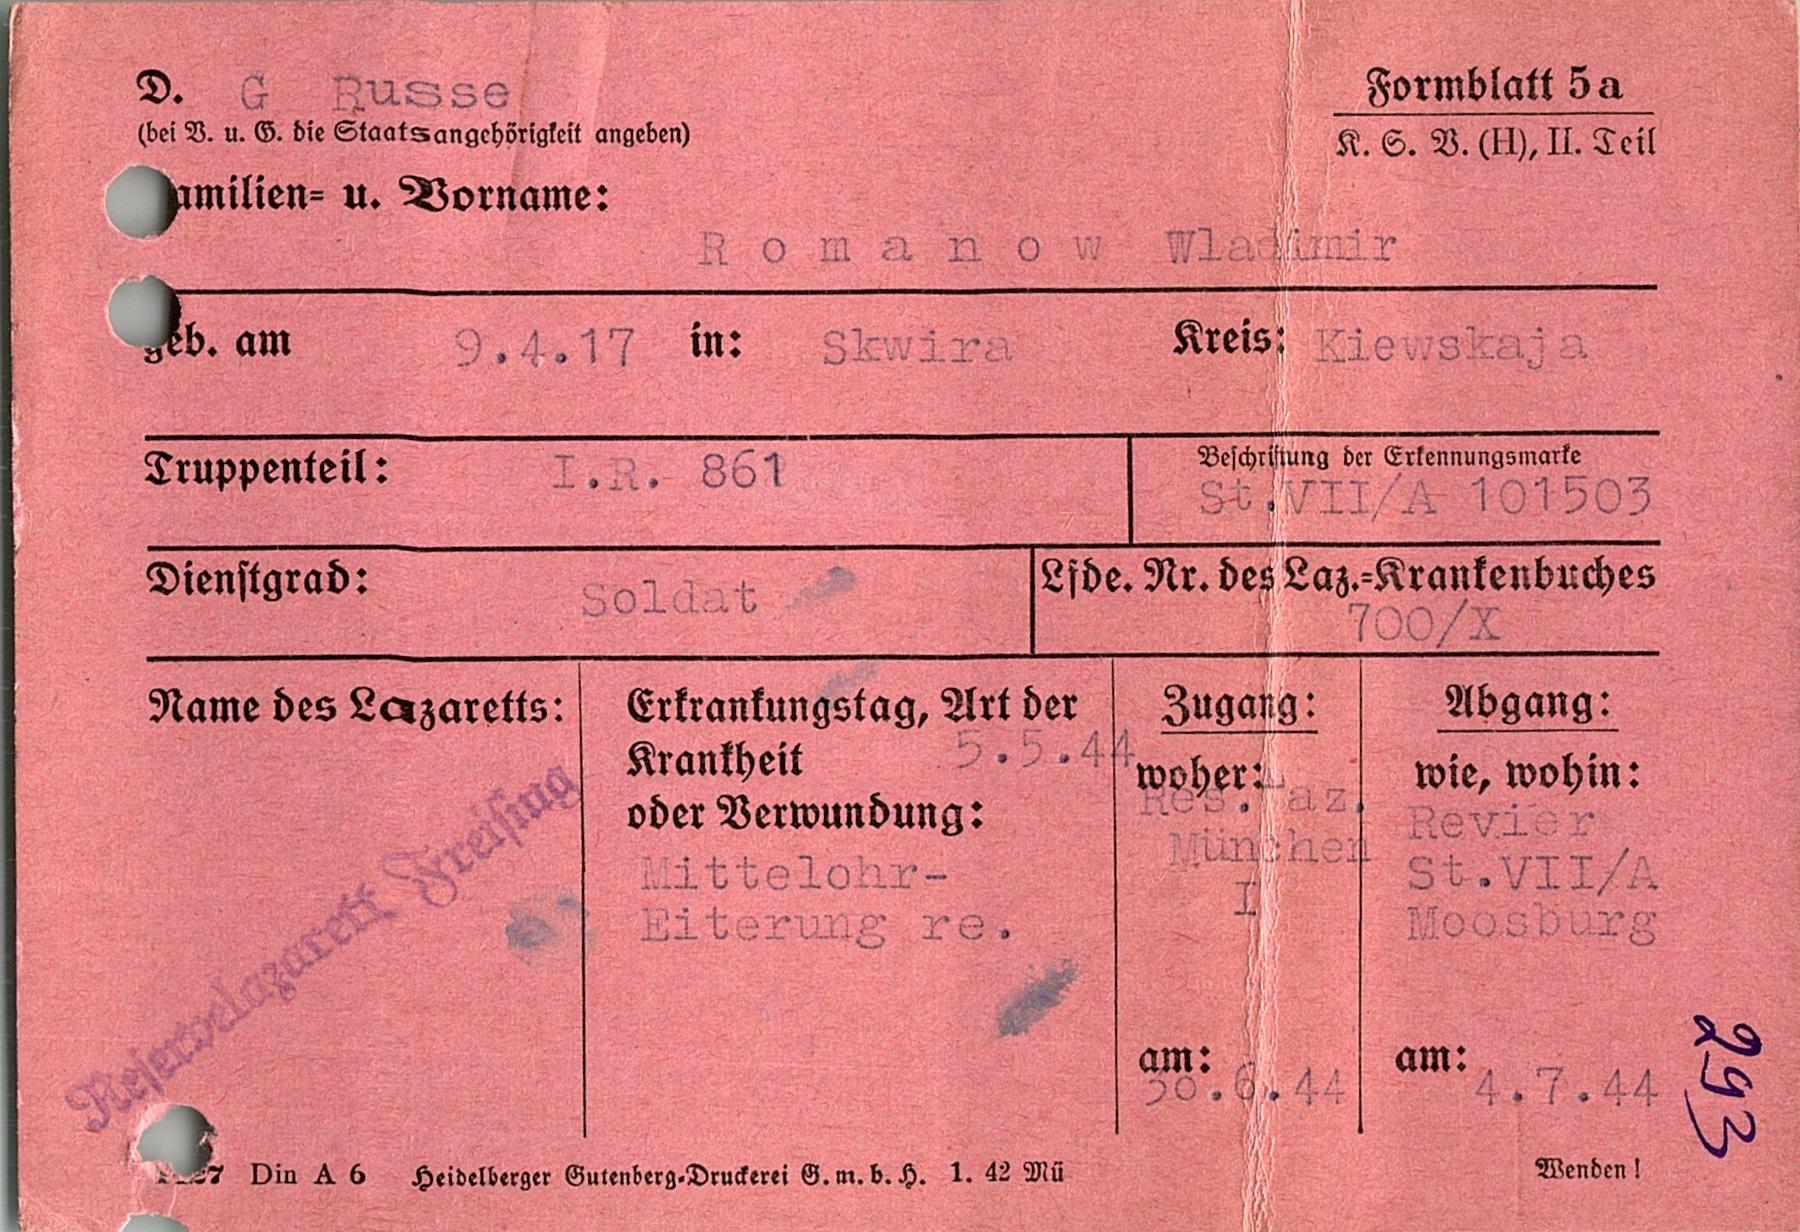 D. G Russe
(bei V. u. G. die Staatsangehörigkeit angeben)
Formblatt 5a
K. S. V. (H), II. Teil
amilien- u. Vorname:
Romanow Wladimir
geb. am 9.4.17 in: Skwira Kreis: Kiewskaja
Truppenteil: I.R. 861
Beschriftung der Erkennungsmarke
St.VII/A 101503
Dienstgrad: Soldat
Lfde. Nr. des Laz.-Krankenbuches
700/X
Name des Lazaretts:
Reservelazarett Freising
Erkrankungstag, Art der
Krankheit 5.5.44
oder Verwundung:
Mittelohr-
Eiterung re.
Zugang:
woher:
Res.Laz.
München
I
am:
30.6.44
Abgang:
wie, wohin:
Revier
St.VII/A
Moosburg
am:
4.7.44
293
Din A 6 Heidelberger Gutenberg-Druckerei G.m.b.H. 1. 42 Mü
Wenden!